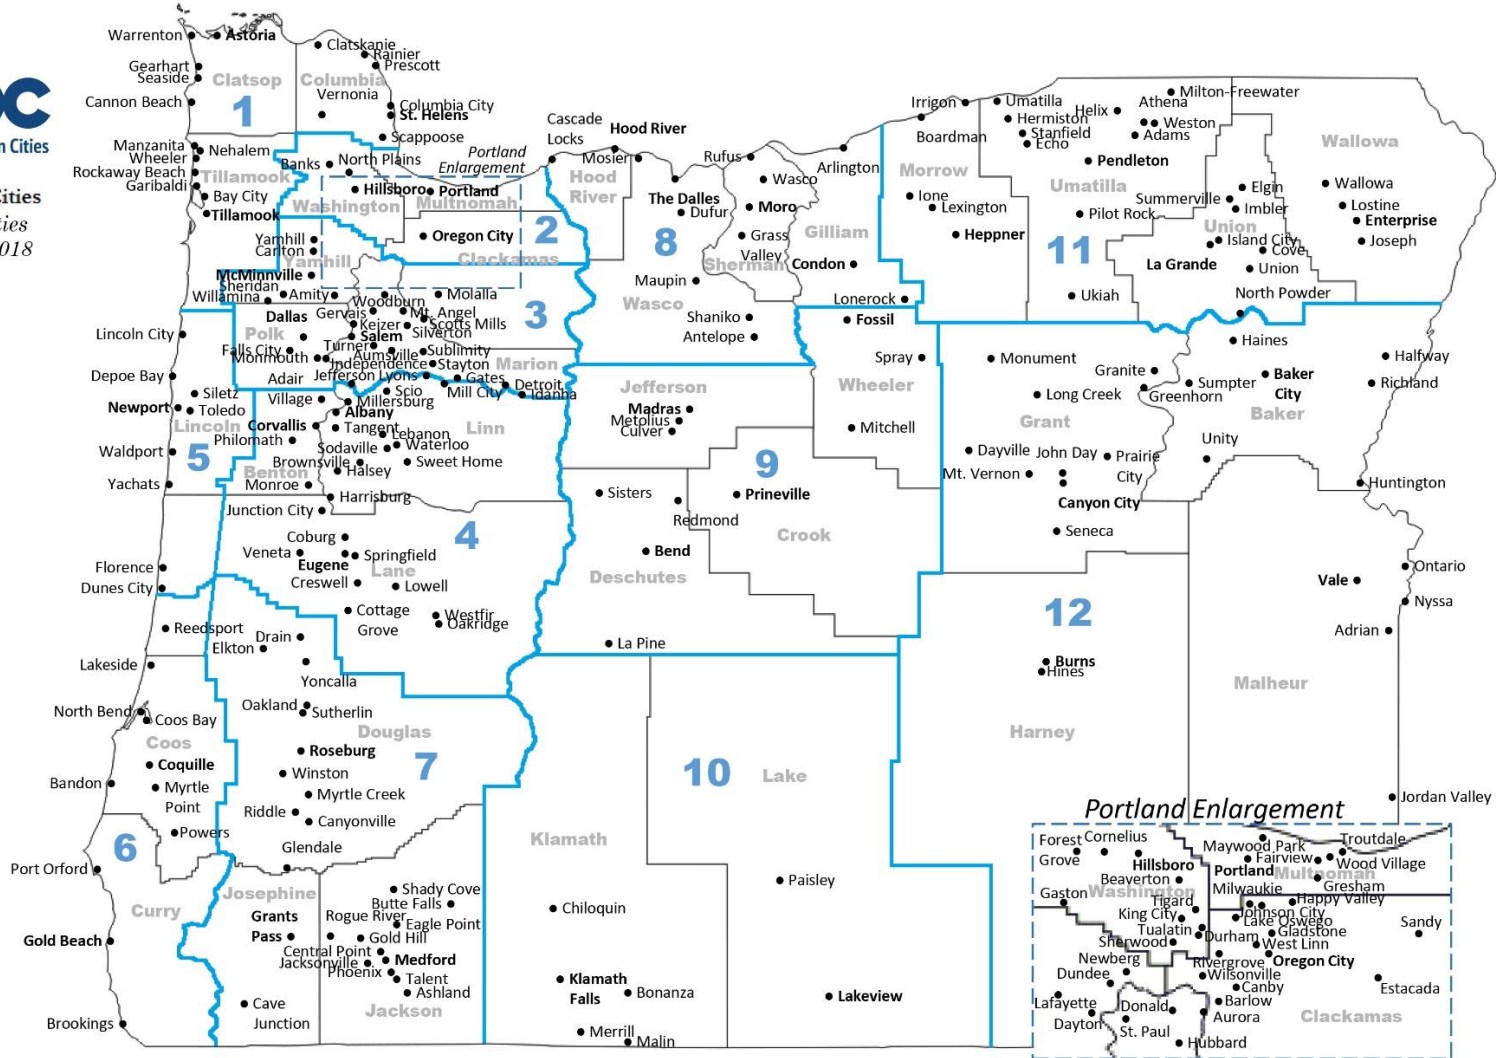 OC
n Cities
Cities
ties
2018
Warrenton
Astoria
Clatskanie
Rainier
Prescott
Gearhart
Seaside
Clatsop
Columbia
Vernonia
Cannon Beach
1
Columbia City
St. Helens
Scappoose
Manzanita
Nehalem
Wheeler
Rockaway Beach
Tillamook
Garibaldi
Bay City
Tillamook
Banks
North Plains
Portland
Enlargement
Hillsboro
Portland
Washington
Multnomah
2
Oregon City
Clackamas
Yamhill
Carlton
Yamhill
McMinnville
Sheridan
Willamina
Amity
Woodburn
Molalla
3
Gervais
Mt. Angel
Scotts Mills
Keizer
Silverton
Salem
Dallas
Polk
Falls City
Monmouth
Turner
Aumsville
Sublimity
Independence
Stayton
Marion
Jefferson
Lyons
Gates
Mill City
Detroit
Idanha
Lincoln City
Depoe Bay
Siletz
Newport
Toledo
Lincoln
Waldport
5
Yachats
Adair
Village
Scio
Millersburg
Albany
Corvallis
Tangent
Linn
Philomath
Lebanon
Sodaville
Waterloo
Brownsville
Sweet Home
Benton
Halsey
Monroe
Harrisburg
Junction City
4
Coburg
Veneta
Springfield
Eugene
Lane
Creswell
Lowell
Cottage
Grove
Westfir
Oakridge
Florence
Dunes City
Reedsport
Drain
Elkton
Lakeside
Yoncalla
North Bend
Coos Bay
Oakland
Sutherlin
Coos
Douglas
Roseburg
Coquille
7
Bandon
Myrtle
Point
Winston
Myrtle Creek
Riddle
Canyonville
6
Powers
Glendale
Port Orford
Josephine
Curry
Grants
Pass
Gold Beach
Shady Cove
Butte Falls
Rogue River
Eagle Point
Gold Hill
Central Point
Jacksonville
Medford
Phoenix
Talent
Ashland
Jackson
Cave
Junction
Brookings
Cascade
Locks
Hood River
Mosier
Hood
River
The Dalles
Dufur
8
Rufus
Wasco
Moro
Grass
Valley
Sherman
Maupin
Wasco
Shaniko
Antelope
Arlington
Gilliam
Condon
Lonerock
Fossil
Spray
Wheeler
Mitchell
Jefferson
Madras
Metolius
Culver
9
Sisters
Redmond
Prineville
Crook
Bend
Deschutes
La Pine
10
Lake
Klamath
Paisley
Chiloquin
Klamath
Falls
Bonanza
Lakeview
Merrill
Malin
Irrigon
Boardman
Morrow
Ione
Lexington
Heppner
Umatilla
Hermiston
Stanfield
Echo
Helix
Athena
Weston
Adams
Milton-Freewater
Pendleton
Umatilla
Pilot Rock
11
Ukiah
Elgin
Summerville
Imbler
Union
Island City
Cove
La Grande
Union
North Powder
Wallowa
Wallowa
Lostine
Enterprise
Joseph
Haines
Baker
City
Halfway
Richland
Sumpter
Granite
Greenhorn
Baker
Unity
Huntington
Monument
Long Creek
Grant
Dayville
John Day
Prairie
City
Mt. Vernon
Canyon City
Seneca
12
Burns
Hines
Harney
Malheur
Vale
Ontario
Nyssa
Adrian
Jordan Valley
Portland Enlargement
Forest
Grove
Cornelius
Hillsboro
Beaverton
Washington
Gaston
Tigard
King City
Tualatin
Sherwood
Durham
Maywood Park
Portland
Fairview
Troutdale
Wood Village
Multnomah
Gresham
Milwaukie
Happy Valley
Johnson City
Lake Oswego
Gladstone
West Linn
Oregon City
Sandy
Rivergrove
Wilsonville
Canby
Barlow
Aurora
Estacada
Clackamas
Newberg
Dundee
Lafayette
Dayton
Donald
St. Paul
Hubbard